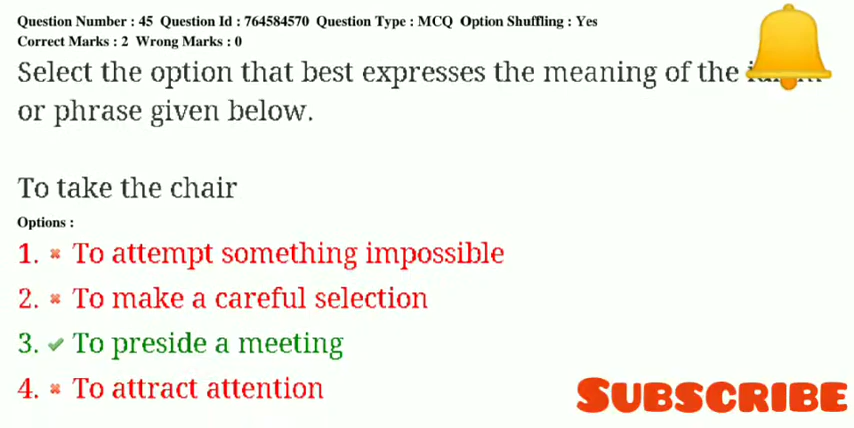 Question Number : 45 Question Id : 764584570 Question Type : MCQ Option Shuffling : Yes
Correct Marks : 2 Wrong Marks : 0
Select the option that best expresses the meaning of the
or phrase given below.
To take the chair
Options :
1. To attempt something impossible
2. To make a careful selection
3. To preside a meeting
4. To attract attention
SUBSCRIBE